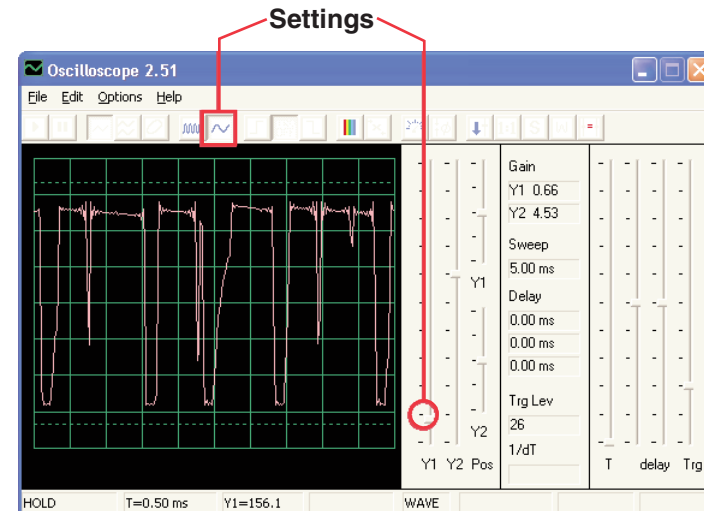 Settings
Oscilloscope 2.51
File Edit Options Help
Gain
Y1 0.66
Y2 4.53
Sweep
5.00 ms
Delay
0.00 ms
0.00 ms
0.00 ms
Trg Lev
26
1/dT
Y1
Y2
Y1 Y2 Pos
T delay Trg
HOLD T=0.50 ms Y1=156.1 WAVE